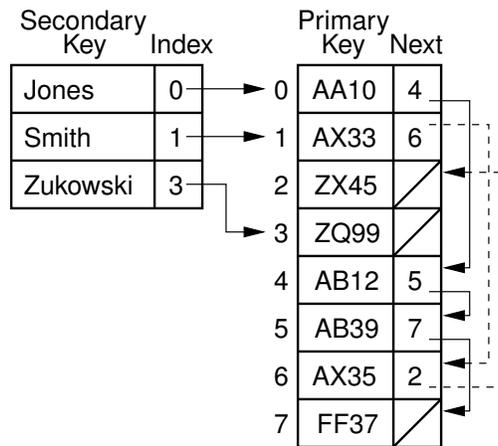 Secondary Key Index
Jones 0
Smith 1
Zukowski 3
Primary Key Next
0 AA10 4
1 AX33 6
2 ZX45
3 ZQ99
4 AB12 5
5 AB39 7
6 AX35 2
7 FF37